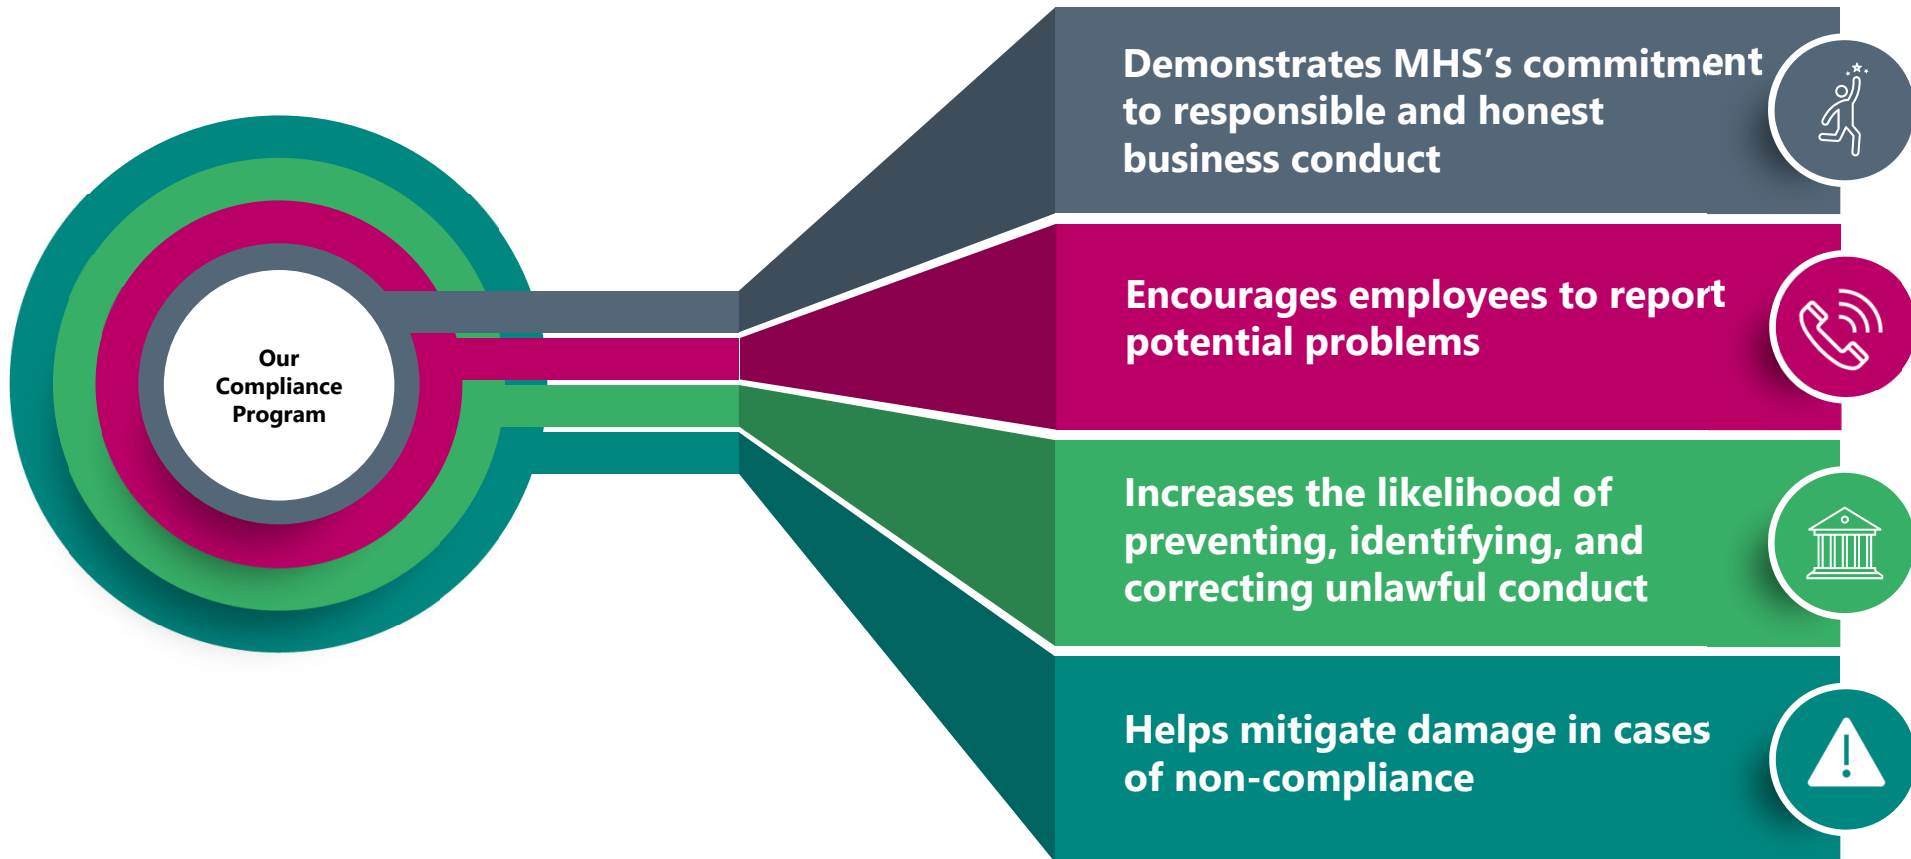 Our
Compliance
Program
Demonstrates MHS’s commitment
to responsible and honest
business conduct
Encourages employees to report
potential problems
Increases the likelihood of
preventing, identifying, and
correcting unlawful conduct
Helps mitigate damage in cases
of non-compliance